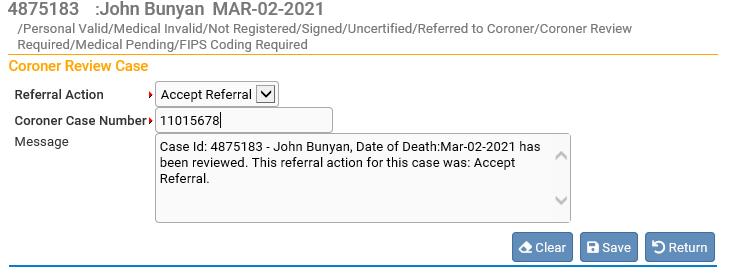 4875183 :John Bunyan MAR-02-2021
/Personal Valid/Medical Invalid/Not Registered/Signed/Uncertified/Referred to Coroner/Coroner Review
Required/Medical Pending/FIPS Coding Required
Coroner Review Case
Referral Action Accept Referral
Coroner Case Number 11015678
Message
Case Id: 4875183 - John Bunyan, Date of Death:Mar-02-2021 has
been reviewed. This referral action for this case was: Accept
Referral.
Clear Save Return